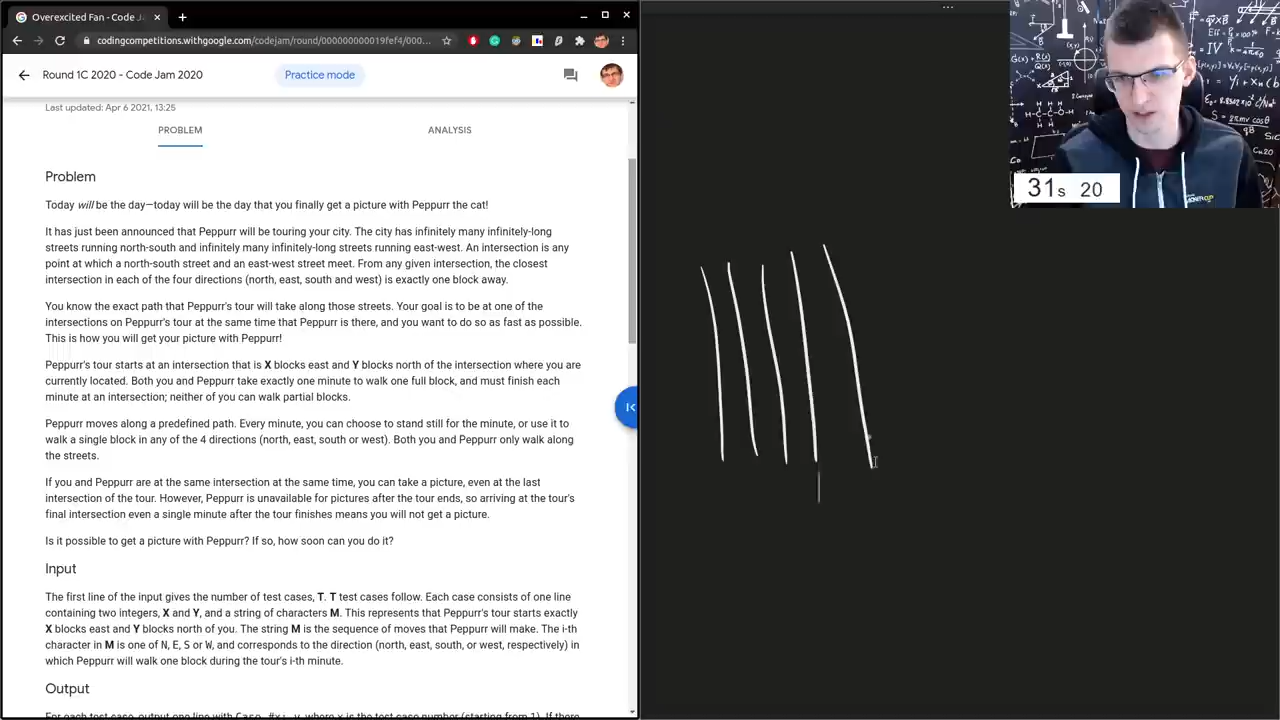 Overexcited Fan - Code J
codingcompetitions.withgoogle.com/codejam/round/000000000019fef4/000...
Round 1C 2020 - Code Jam 2020
Practice mode
Last updated: Apr 6 2021, 13:25
PROBLEM
ANALYSIS
Problem
Today will be the day—today will be the day that you finally get a picture with Peppurr the cat!
It has just been announced that Peppurr will be touring your city. The city has infinitely many infinitely-long
streets running north-south and infinitely many infinitely-long streets running east-west. An intersection is any
point at which a north-south street and an east-west street meet. From any given intersection, the closest
intersection in each of the four directions (north, east, south and west) is exactly one block away.
You know the exact path that Peppurr's tour will take along those streets. Your goal is to be at one of the
intersections on Peppurr's tour at the same time that Peppurr is there, and you want to do so as fast as possible.
This is how you will get your picture with Peppurr!
Peppurr's tour starts at an intersection that is X blocks east and Y blocks north of the intersection where you are
currently located. Both you and Peppurr take exactly one minute to walk one full block, and must finish each
minute at an intersection; neither of you can walk partial blocks.
Peppurr moves along a predefined path. Every minute, you can choose to stand still for the minute, or use it to
walk a single block in any of the 4 directions (north, east, south or west). Both you and Peppurr only walk along
the streets.
If you and Peppurr are at the same intersection at the same time, you can take a picture, even at the last
intersection of the tour. However, Peppurr is unavailable for pictures after the tour ends, so arriving at the tour's
final intersection even a single minute after the tour finishes means you will not get a picture.
Is it possible to get a picture with Peppurr? If so, how soon can you do it?
Input
The first line of the input gives the number of test cases, T. T test cases follow. Each case consists of one line
containing two integers, X and Y, and a string of characters M. This represents that Peppurr's tour starts exactly
X blocks east and Y blocks north of you. The string M is the sequence of moves that Peppurr will make. The i-th
character in M is one of N, E, S or W, and corresponds to the direction (north, east, south, or west, respectively) in
which Peppurr will walk one block during the tour's i-th minute.
Output
For each test case, output one line with Case #x: y, where x is the test case number (starting from 1). If there
31s 20